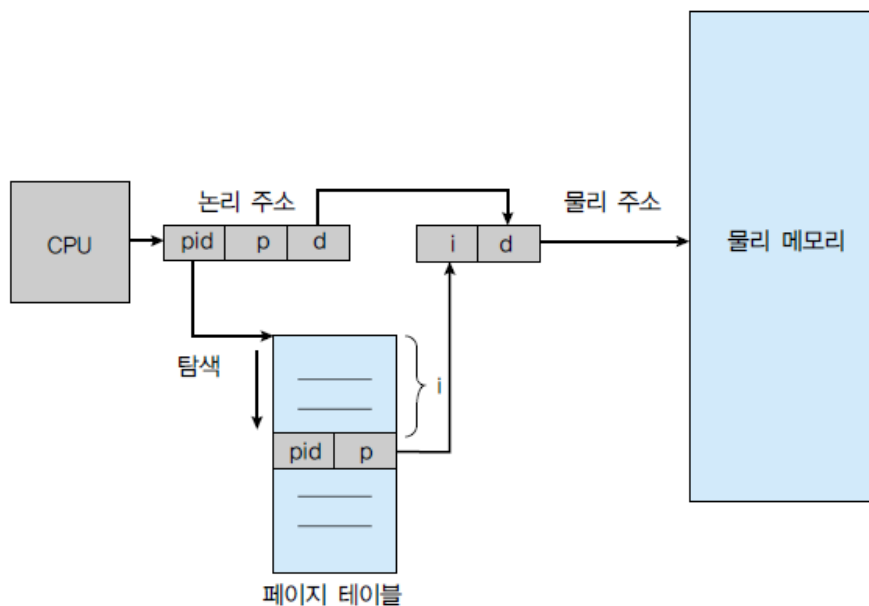 논리 주소
물리 주소
CPU
pid p d
i d
물리 메모리
탐색
i
pid p
페이지 테이블